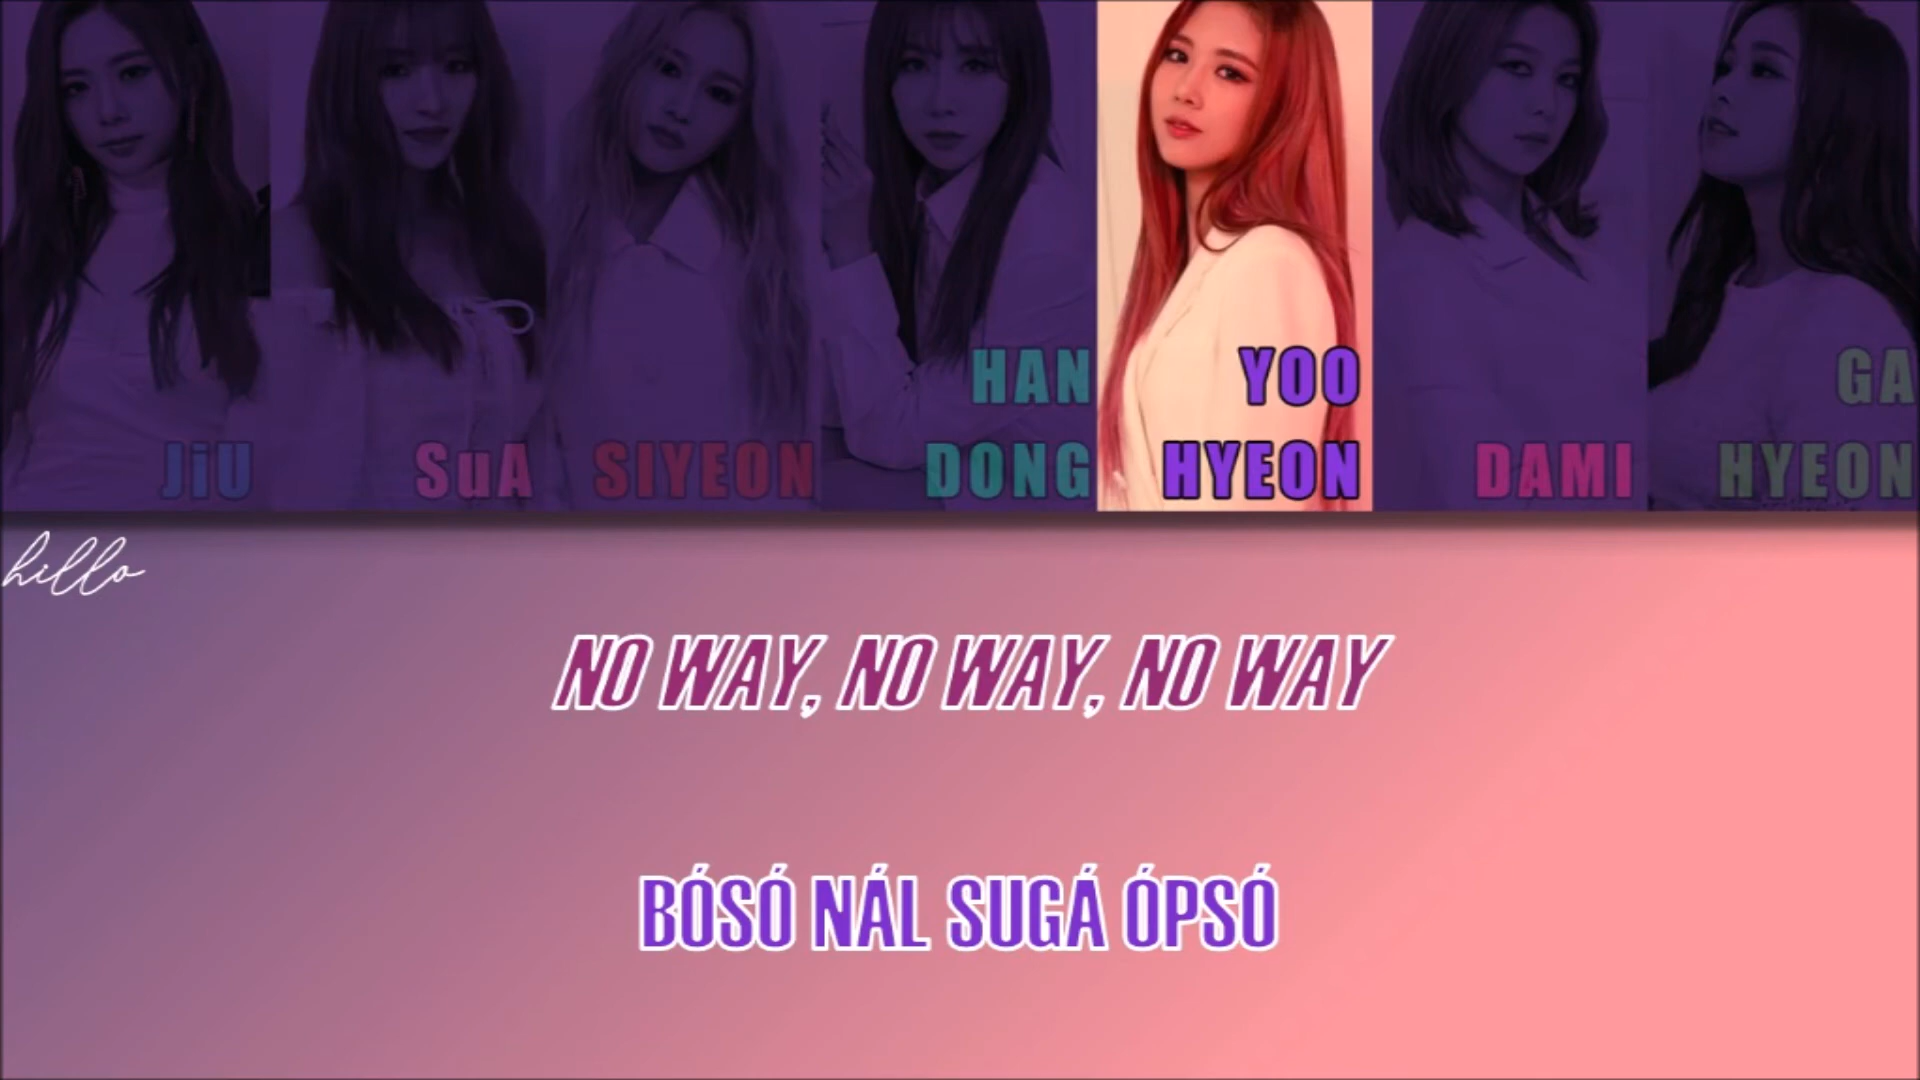 JiU
SuA
SIYEON
HAN
DONG
YOO
HYEON
DAMI
GA
HYEON
hillo
NO WAY, NO WAY, NO WAY
BÓSÓ NÁL SUGÁ ÓPSÓ